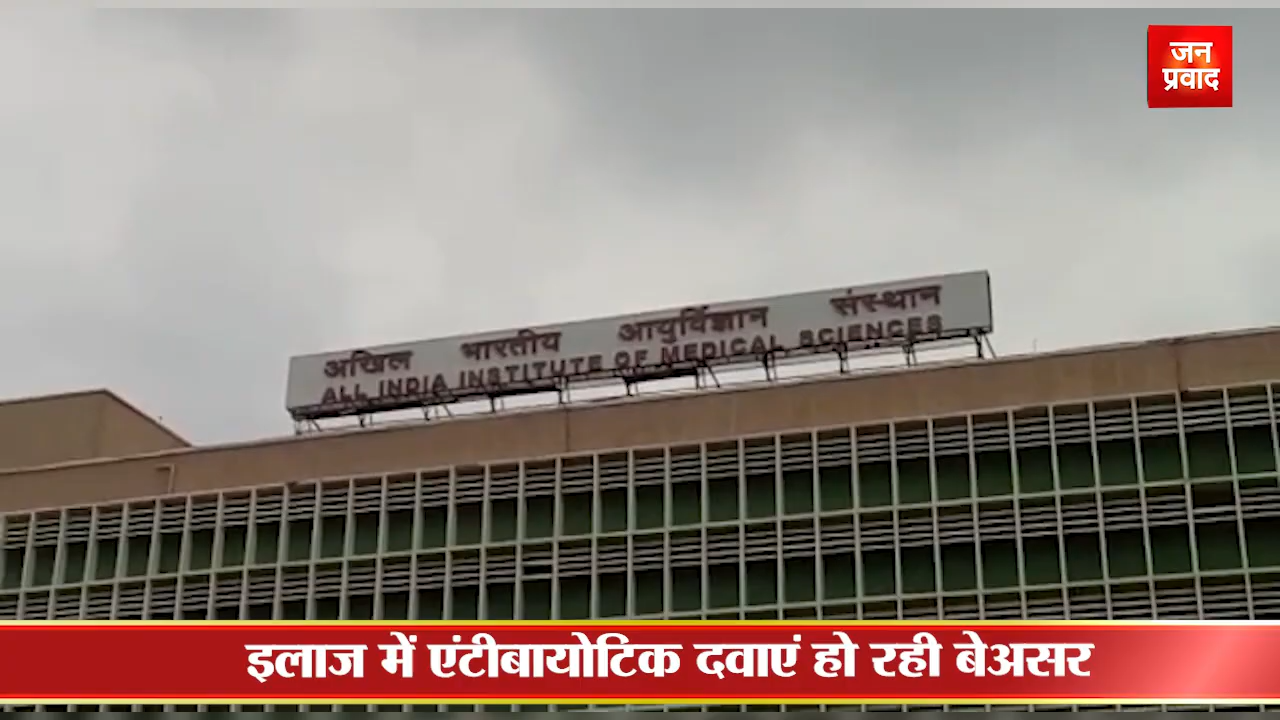 जन
प्रवाद
अखिल भारतीय आयुर्विज्ञान संस्थान
ALL INDIA INSTITUTE OF MEDICAL SCIENCES
इलाज में एंटीबायोटिक दवाएं हो रही बेअसर